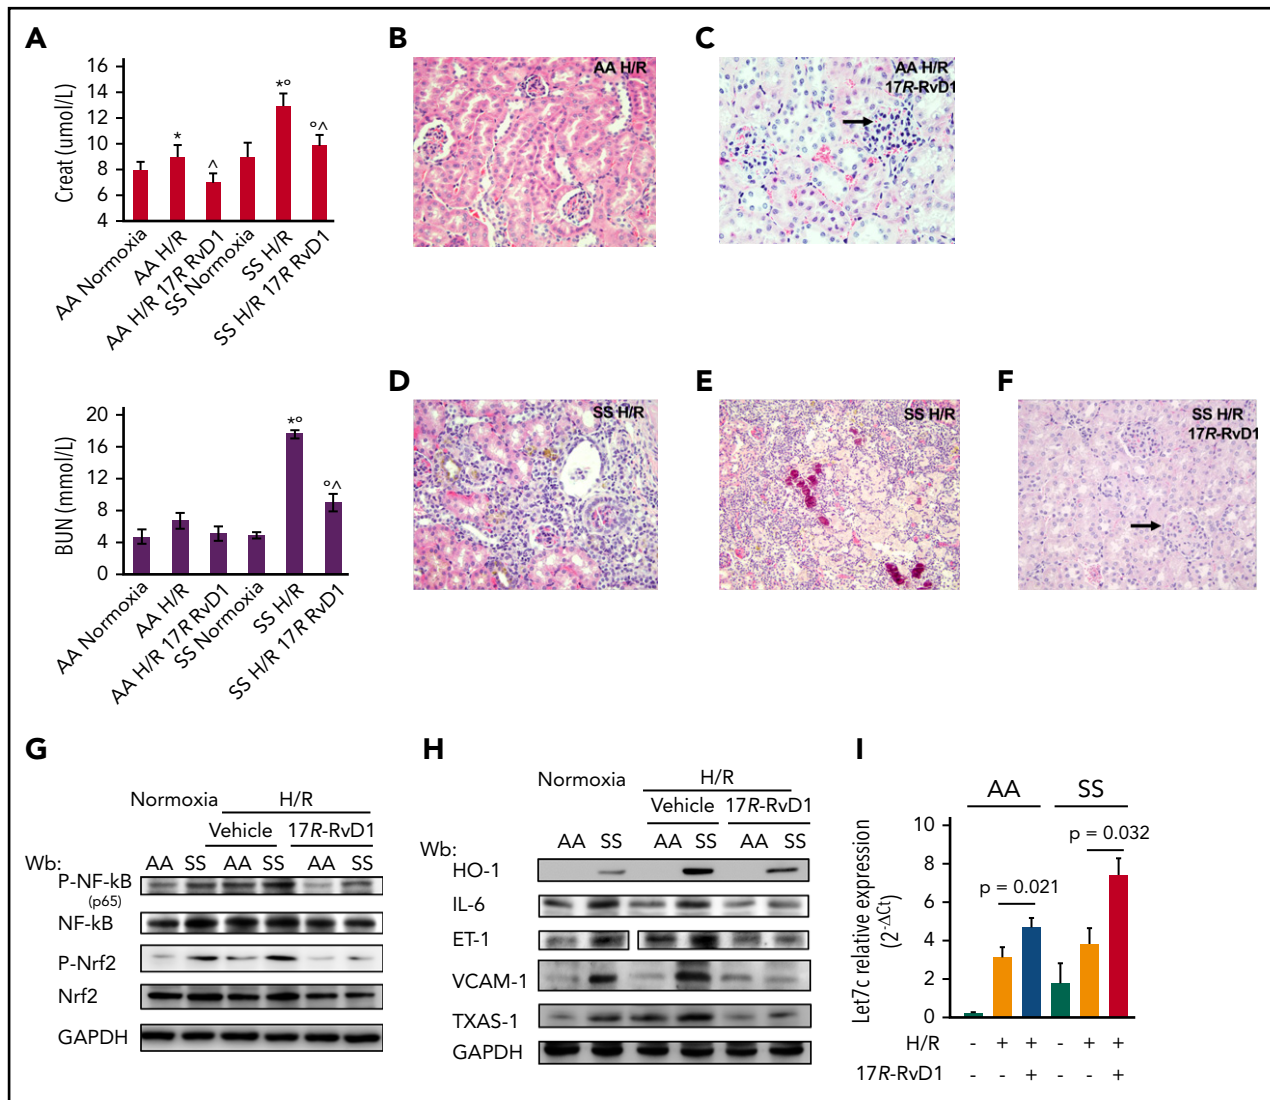 A
Creat (umol/L)
16
14
12
10
8
6
4
*
^
*°
°^
AA Normoxia
AA H/R
AA H/R 17R RvD1
SS Normoxia
SS H/R
SS H/R 17R RvD1
BUN (mmol/L)
20
16
12
8
4
0
*°
°^
AA Normoxia
AA H/R
AA H/R 17R RvD1
SS Normoxia
SS H/R
SS H/R 17R RvD1
B
AA H/R
C
AA H/R
17R-RvD1
D
SS H/R
E
SS H/R
F
SS H/R
17R-RvD1
G
Normoxia H/R
Vehicle 17R-RvD1
Wb: AA SS AA SS AA SS
P-NF-kB
(p65)
NF-kB
P-Nrf2
Nrf2
GAPDH
H
Normoxia H/R
Vehicle 17R-RvD1
Wb: AA SS AA SS AA SS
HO-1
IL-6
ET-1
VCAM-1
TXAS-1
GAPDH
I
AA SS
Let7c relative expression
(2-ΔCt)
10
8
6
4
2
0
p = 0.021
p = 0.032
H/R - + + - + +
17R-RvD1 - - + - - +